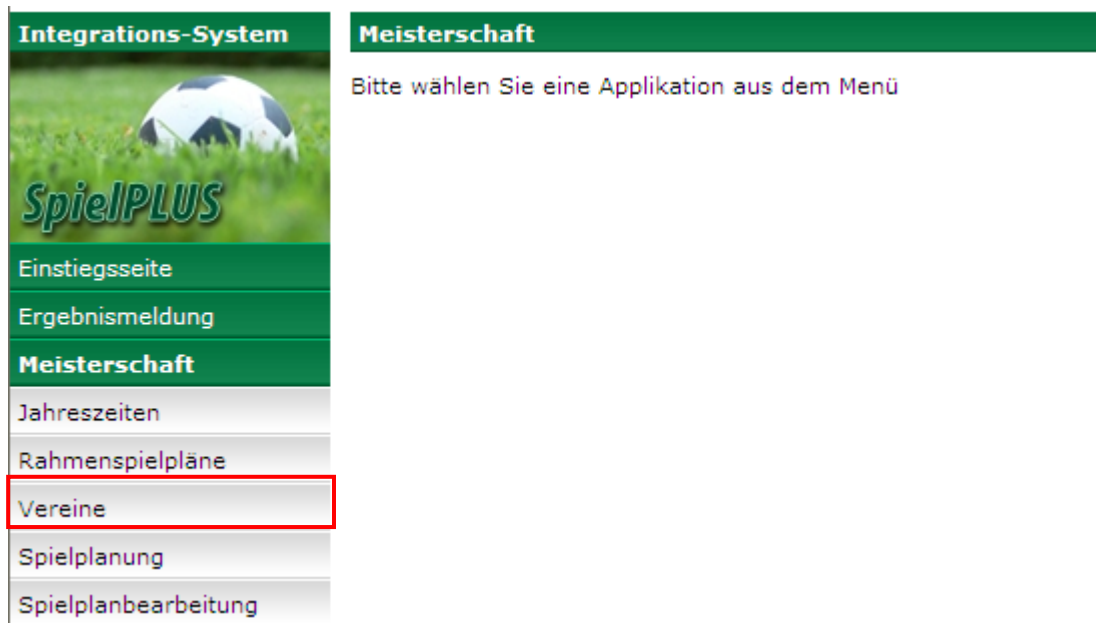 Integrations-System
Meisterschaft
Bitte wählen Sie eine Applikation aus dem Menü
SpielPLUS
Einstiegsseite
Ergebnismeldung
Meisterschaft
Jahreszeiten
Rahmenspielpläne
Vereine
Spielplanung
Spielplanbearbeitung